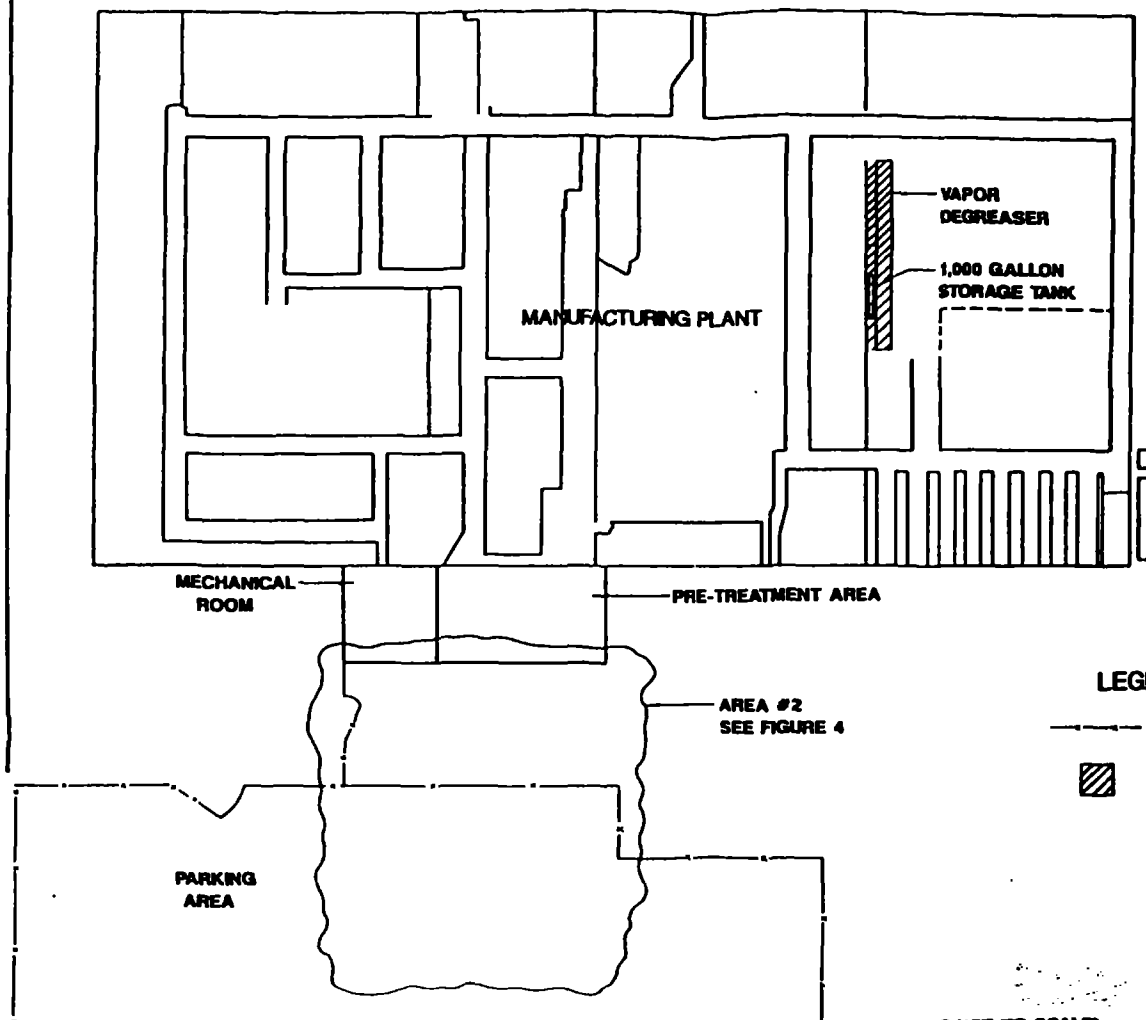 VAPOR
DEGREASER
1,000 GALLON
STORAGE TANK
MANUFACTURING PLANT
MECHANICAL
ROOM
PRE-TREATMENT AREA
AREA #2
SEE FIGURE 4
PARKING
AREA